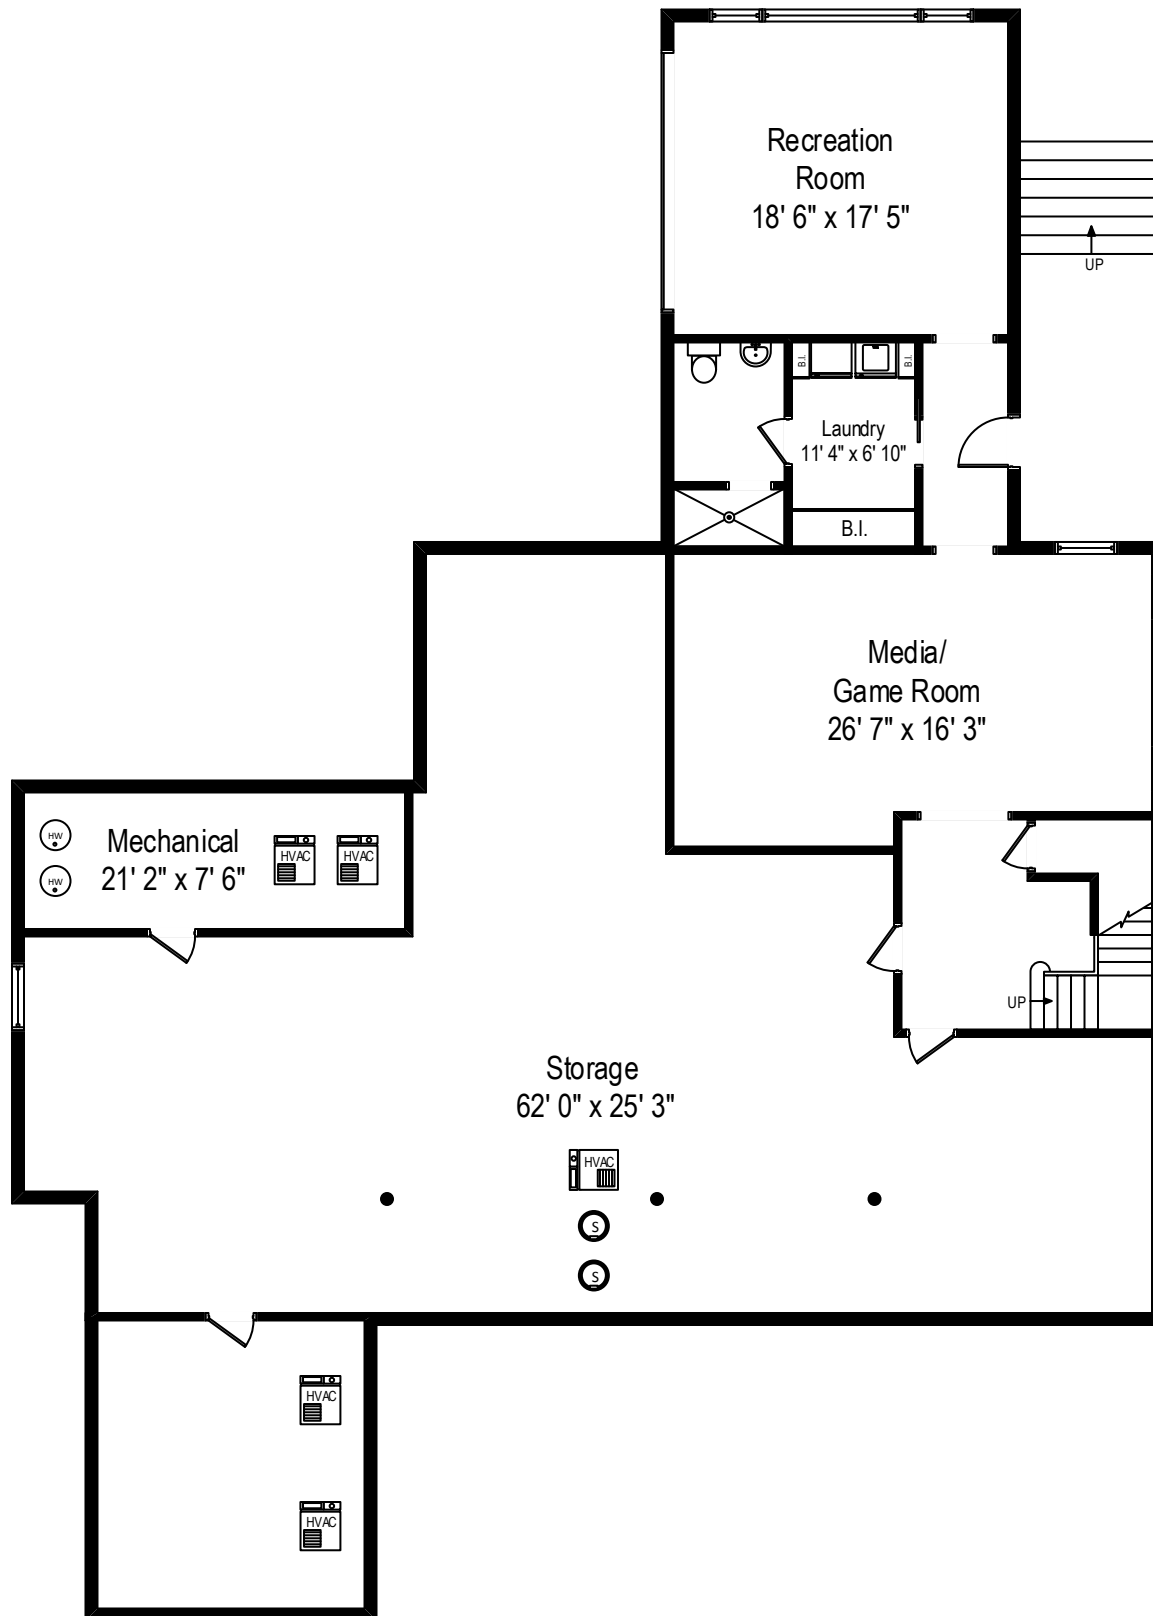 Recreation
Room
18' 6" x 17' 5"
UP
B.I.
B.I.
Laundry
11' 4" x 6' 10"
B.I.
Media/
Game Room
26' 7" x 16' 3"
HW
HW
Mechanical
21' 2" x 7' 6"
HVAC
HVAC
UP
Storage
62' 0" x 25' 3"
HVAC
S
S
HVAC
HVAC